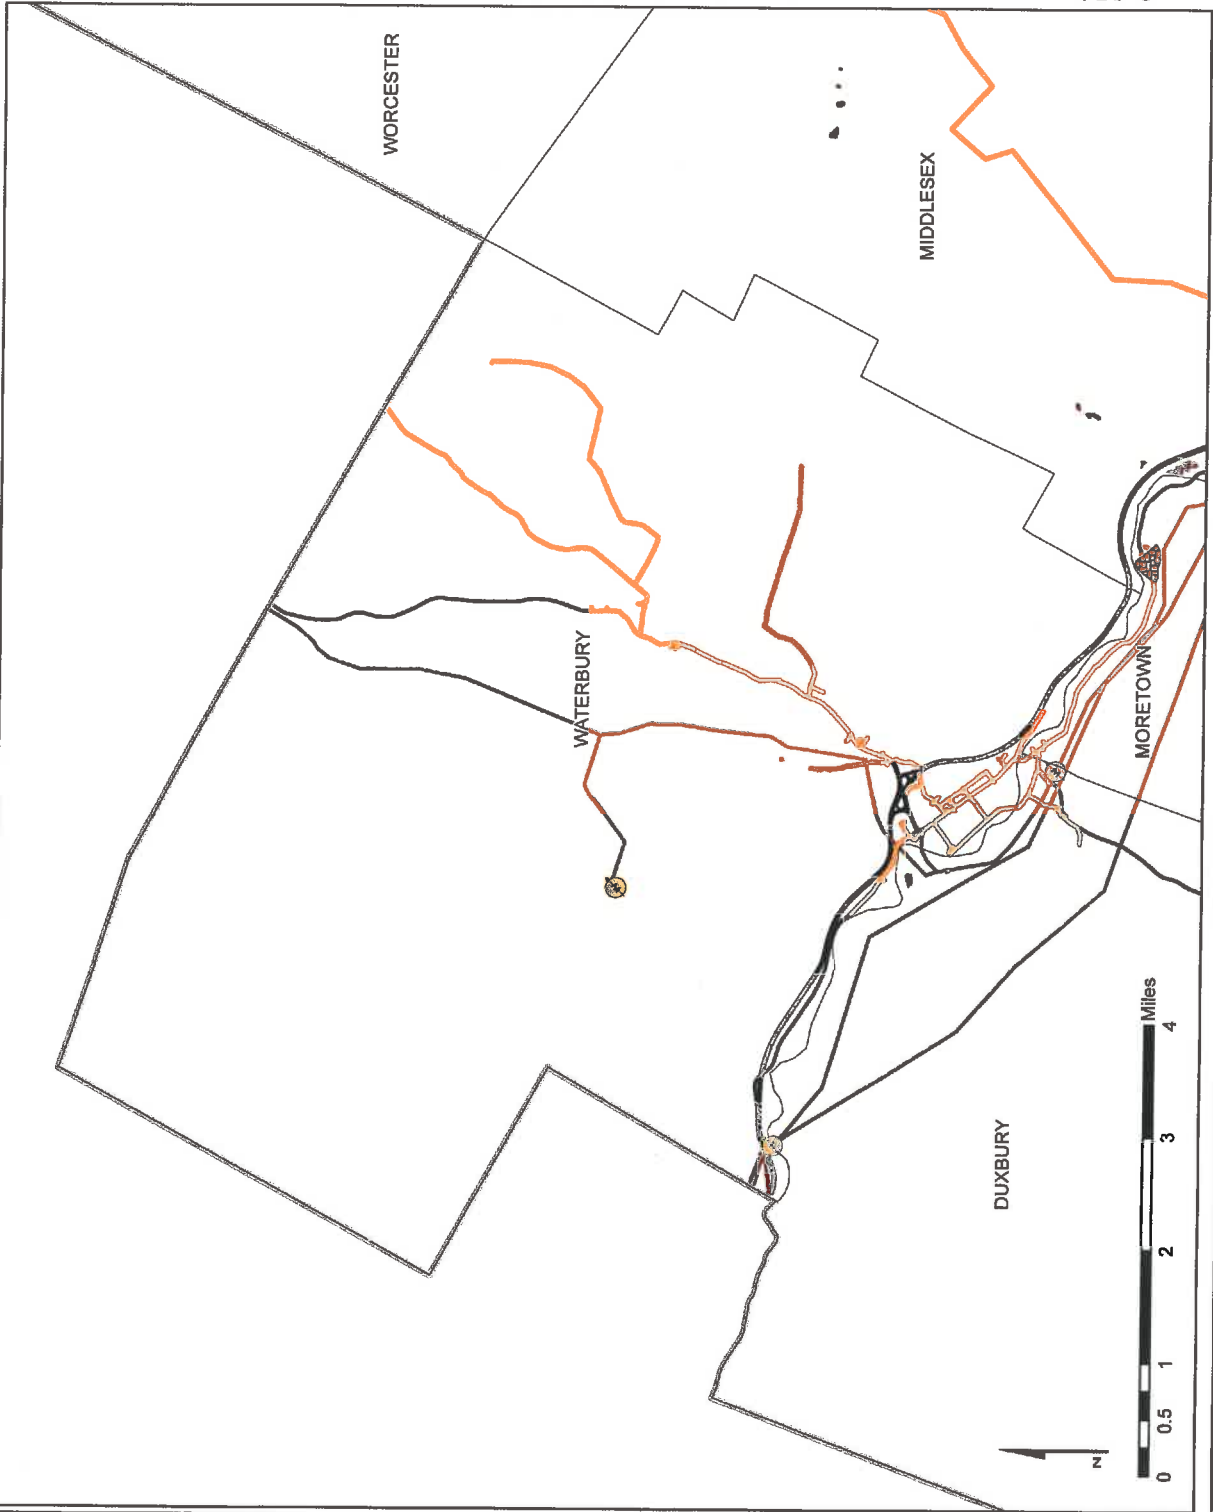 WORCESTER
MIDDLESEX
WATERBURY
MORETOWN
DUXBURY
N
0 0.5 1 2 3 4
Miles